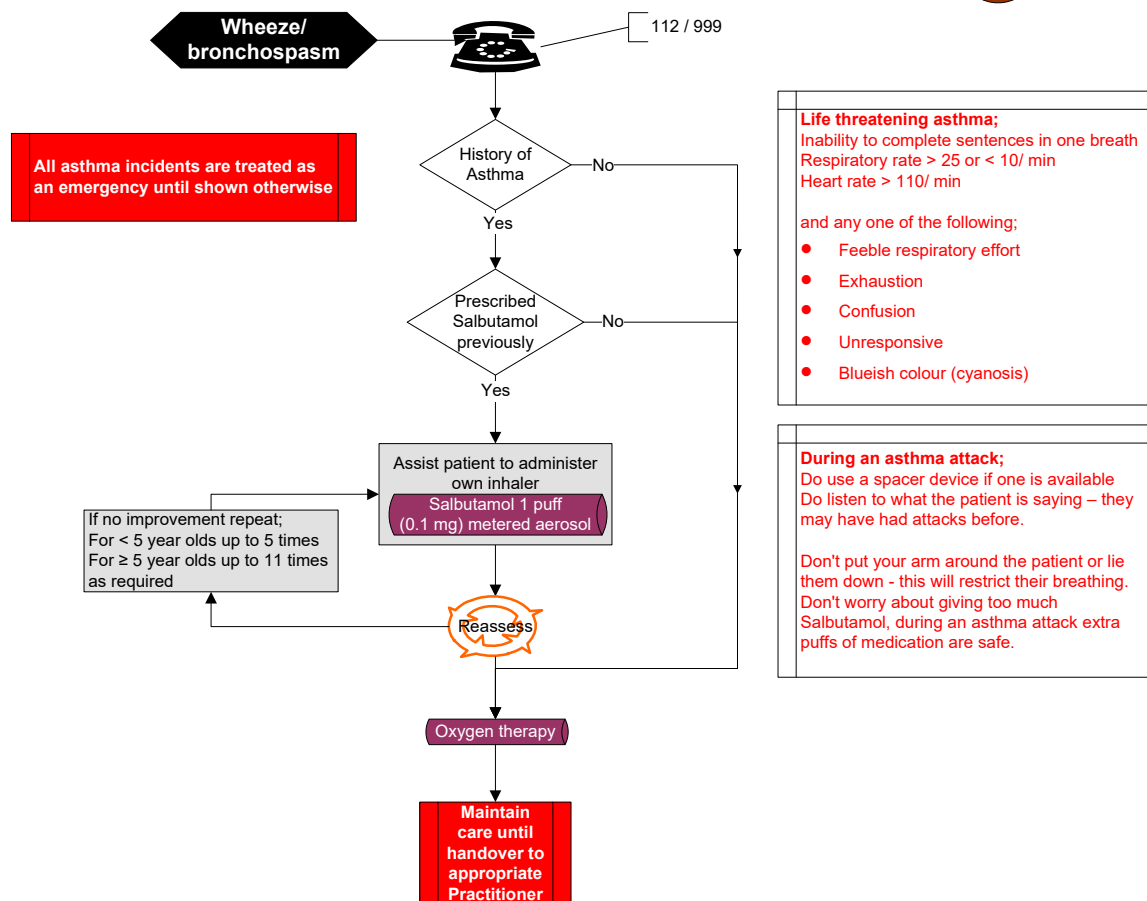 Wheeze/
bronchospasm
112 / 999
All asthma incidents are treated as
an emergency until shown otherwise
History of
Asthma
No
Yes
Prescribed
Salbutamol
previously
No
Yes
Assist patient to administer
own inhaler
Salbutamol 1 puff
(0.1 mg) metered aerosol
If no improvement repeat;
For < 5 year olds up to 5 times
For ≥ 5 year olds up to 11 times
as required
Reassess
Oxygen therapy
Maintain
care until
handover to
appropriate
Practitioner
Life threatening asthma;
Inability to complete sentences in one breath
Respiratory rate > 25 or < 10/ min
Heart rate > 110/ min
and any one of the following;
● Feeble respiratory effort
● Exhaustion
● Confusion
● Unresponsive
● Blueish colour (cyanosis)
During an asthma attack;
Do use a spacer device if one is available
Do listen to what the patient is saying – they
may have had attacks before.
Don't put your arm around the patient or lie
them down - this will restrict their breathing.
Don't worry about giving too much
Salbutamol, during an asthma attack extra
puffs of medication are safe.